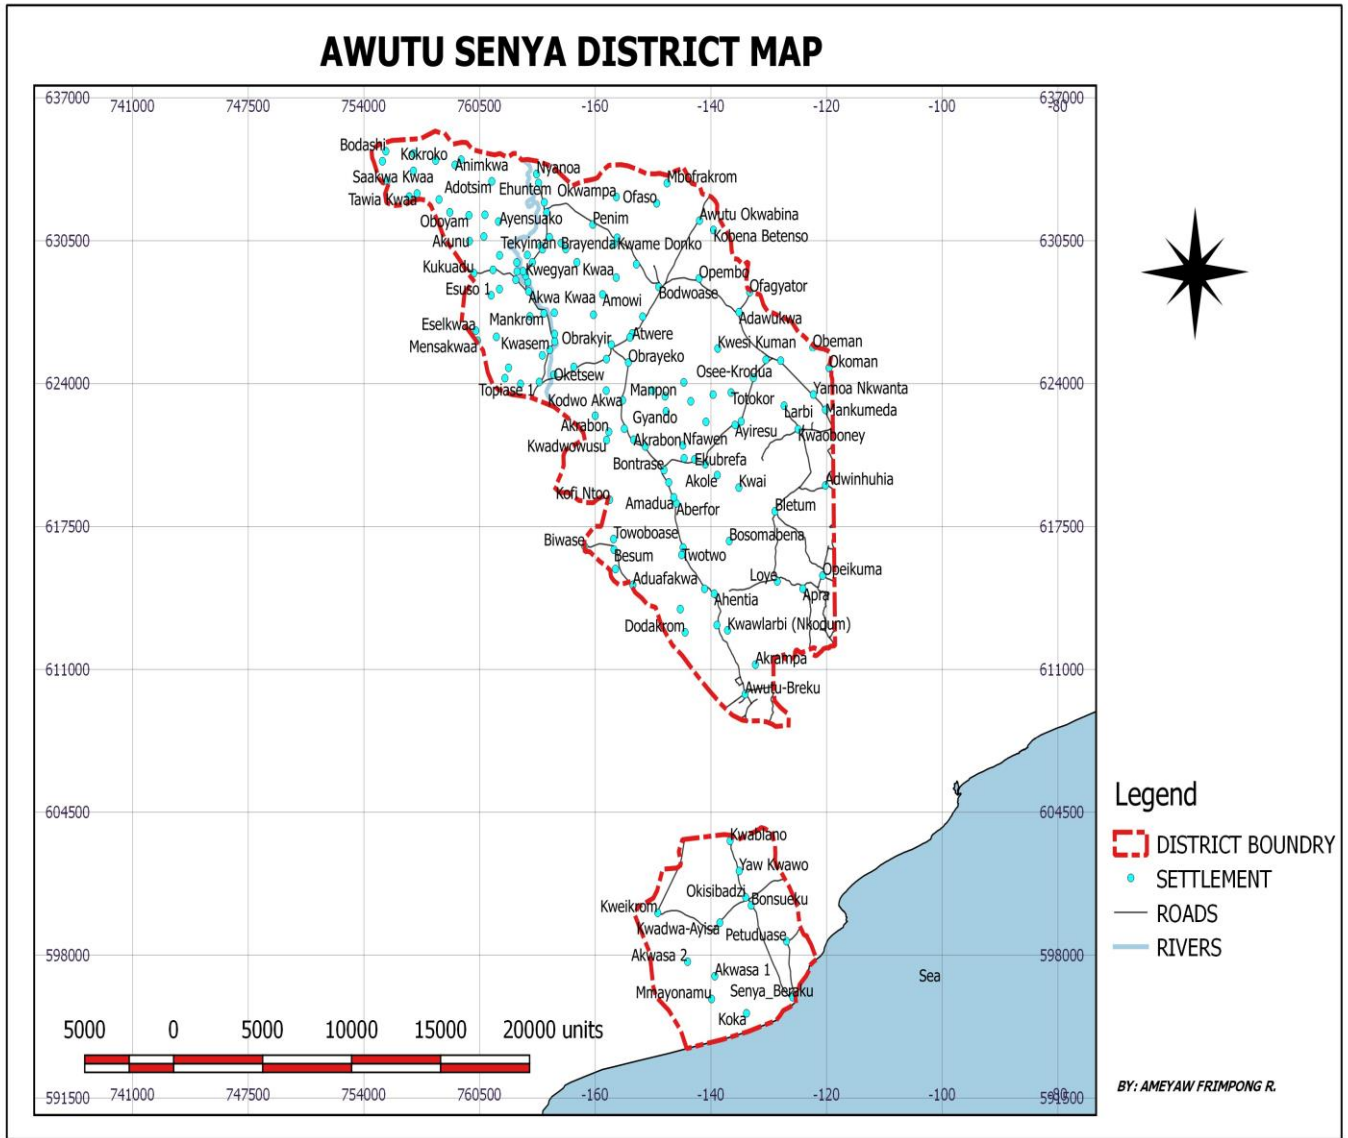 AWUTU SENYA DISTRICT MAP
637000
741000
747500
754000
760500
-160
-140
-120
-100
-80
637000
Bodashi
Kokroko
Animkwa
Nyanoa
Saakwa Kwaa
Adotsim
Ehuntem
Okwampa
Ofaso
Mbofrakrom
Tawia Kwaa
Oboyam
Ayensuako
Penim
Awutu Okwabina
Kobena Betenso
630500
Akunu
Tekyiman
Brayenda
Kwame Donko
630500
Kukuadu
Kwegyan Kwaa
Opembo
Esuso 1
Akwa Kwaa
Amowi
Bodwoase
Ofagyator
Eselkwaa
Mankrom
Adawukwa
Mensakwaa
Kwasem
Obrakyir
Atwere
Kwesi Kuman
Obeman
Obrayeko
Okoman
Oketsew
Osee-Krodua
624000
Topiase 1
Kodwo Akwa
Manpon
Totokor
Yamoa Nkwanta
624000
Gyando
Larbi
Mankumeda
Akrabon
Ayiresu
Kwaoboney
Kwadwowusu
Akrabon
Nfawen
Bontrase
Ekubrefa
Akole
Kwai
Adwinhuhia
Kofi Ntoo
Amadua
Aberfor
Bletum
617500
617500
Biwase
Towoboase
Bosomabena
Besum
Twotwo
Aduafakwa
Loye
Opeikuma
Ahentia
Apra
Dodakrom
Kwawlarbi (Nkodum)
611000
Akrampa
611000
Awutu-Breku
604500
604500
Legend
Kwabiano
DISTRICT BOUNDRY
Yaw Kwawo
SETTLEMENT
Okisibadzi
Bonsueku
Kweikrom
ROADS
Kwadwa-Ayisa
Petuduase
RIVERS
598000
Akwasa 2
598000
Akwasa 1
Sea
Mmayonamu
Senya_Beraku
Koka
5000
0
5000
10000
15000
20000 units
BY: AMEYAW FRIMPONG R.
591500
741000
747500
754000
760500
-160
-140
-120
-100
-80
591500